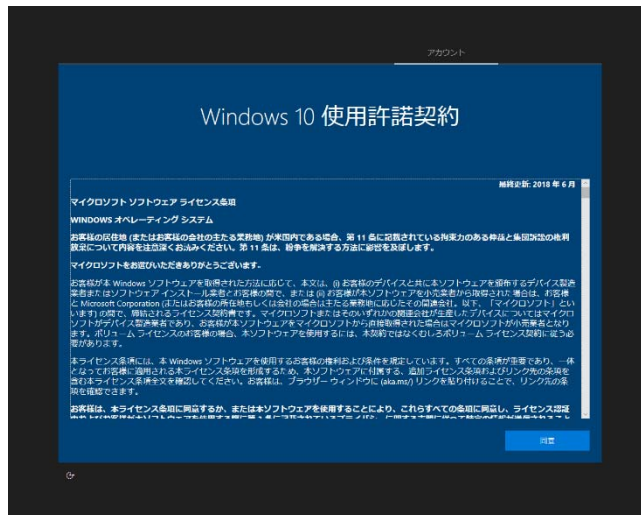 アカウント
Windows 10 使用許諾契約
最終更新: 2018 年 6 月
マイクロソフト ソフトウェア ライセンス条項
WINDOWS オペレーティング システム
お客様の居住地 (またはお客様の会社の主たる業務地) が米国内である場合、第 11 条に記載されている拘束力のある仲裁と集団訴訟の権利
放棄について内容を注意深くお読みください。第 11 条は、紛争を解決する方法に影響を及ぼします。
マイクロソフトをお選びいただきありがとうございます。
お客様が本 Windows ソフトウェアを取得された方法に応じて、本文は、(i) お客様のデバイスと共に本ソフトウェアを頒布するデバイス製造
業者またはソフトウェア インストール業者とお客様の間で、または (ii) お客様が本ソフトウェアを小売業者から取得された場合は、お客様
と Microsoft Corporation (またはお客様の所在地もしくは会社の場合は主たる業務地に応じたその関連会社。以下、「マイクロソフト」とい
います) の間で、締結されるライセンス契約書です。マイクロソフトまたはそのいずれかの関連会社が生産したデバイスについてはマイクロ
ソフトがデバイス製造業者であり、お客様が本ソフトウェアをマイクロソフトから直接取得された場合はマイクロソフトが小売業者となり
ます。ボリューム ライセンスのお客様の場合、本ソフトウェアを使用するには、本契約ではなくむしろボリューム ライセンス契約に従う必
要があります。
本ライセンス条項には、本 Windows ソフトウェアを使用するお客様の権利および条件を規定しています。すべての条項が重要であり、一体
となってお客様に適用される本ライセンス条項を形成するため、本ソフトウェアに付属する、追加ライセンス条項およびリンク先の条項を
含む本ライセンス条項全文を確認してください。お客様は、ブラウザー ウィンドウに (aka.ms/) リンクを貼り付けることで、リンク先の条
項を確認できます。
お客様は、本ライセンス条項に同意するか、または本ソフトウェアを使用することにより、これらすべての条項に同意し、ライセンス認証
同意